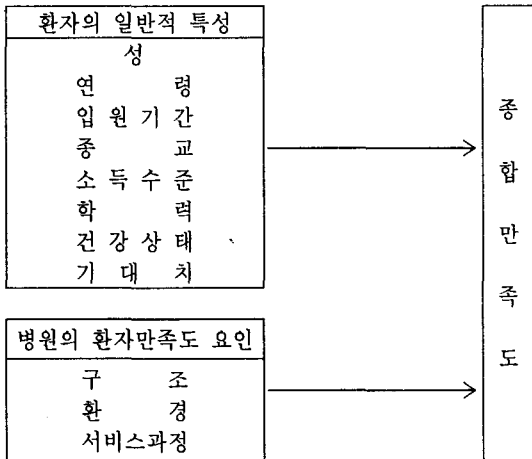 환자의 일반적 특성
성
연 령
입 원 기 간
종 교
소 득 수 준
학 력
건 강 상 태
기 대 치
병원의 환자만족도 요인
구 조
환 경
서비스과정
종
합
만
족
도